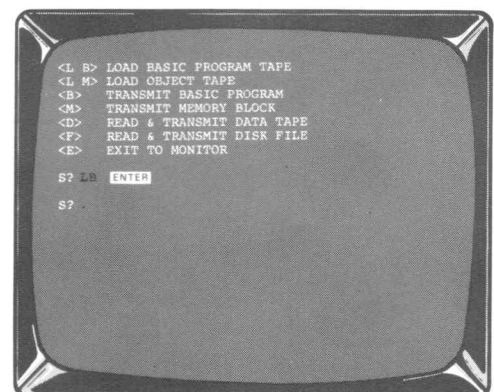 <L B> LOAD BASIC PROGRAM TAPE
<L M> LOAD OBJECT TAPE
<B> TRANSMIT BASIC PROGRAM
<M> TRANSMIT MEMORY BLOCK
<D> READ & TRANSMIT DATA TAPE
<F> READ & TRANSMIT DISK FILE
<E> EXIT TO MONITOR
S? LB ENTER
S? .